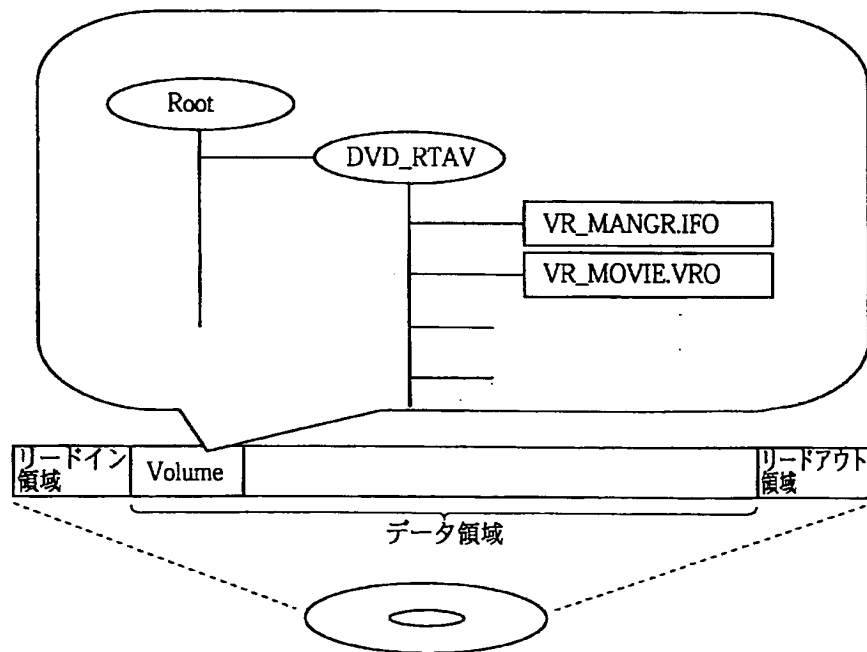 Root
DVD_RTAV
VR_MANGR.IFO
VR_MOVIE.VRO
リードイン
領域
Volume
リードアウト
領域
データ領域